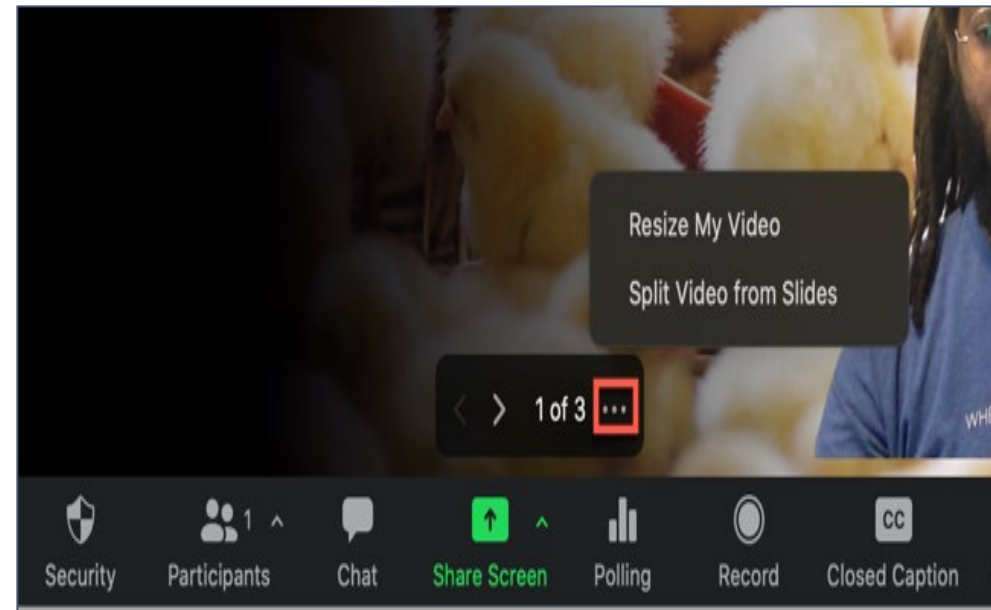 Resize My Video
Split Video from Slides
1 of 3 ...
1
CC
Security
Participants
Chat
Share Screen
Polling
Record
Closed Caption